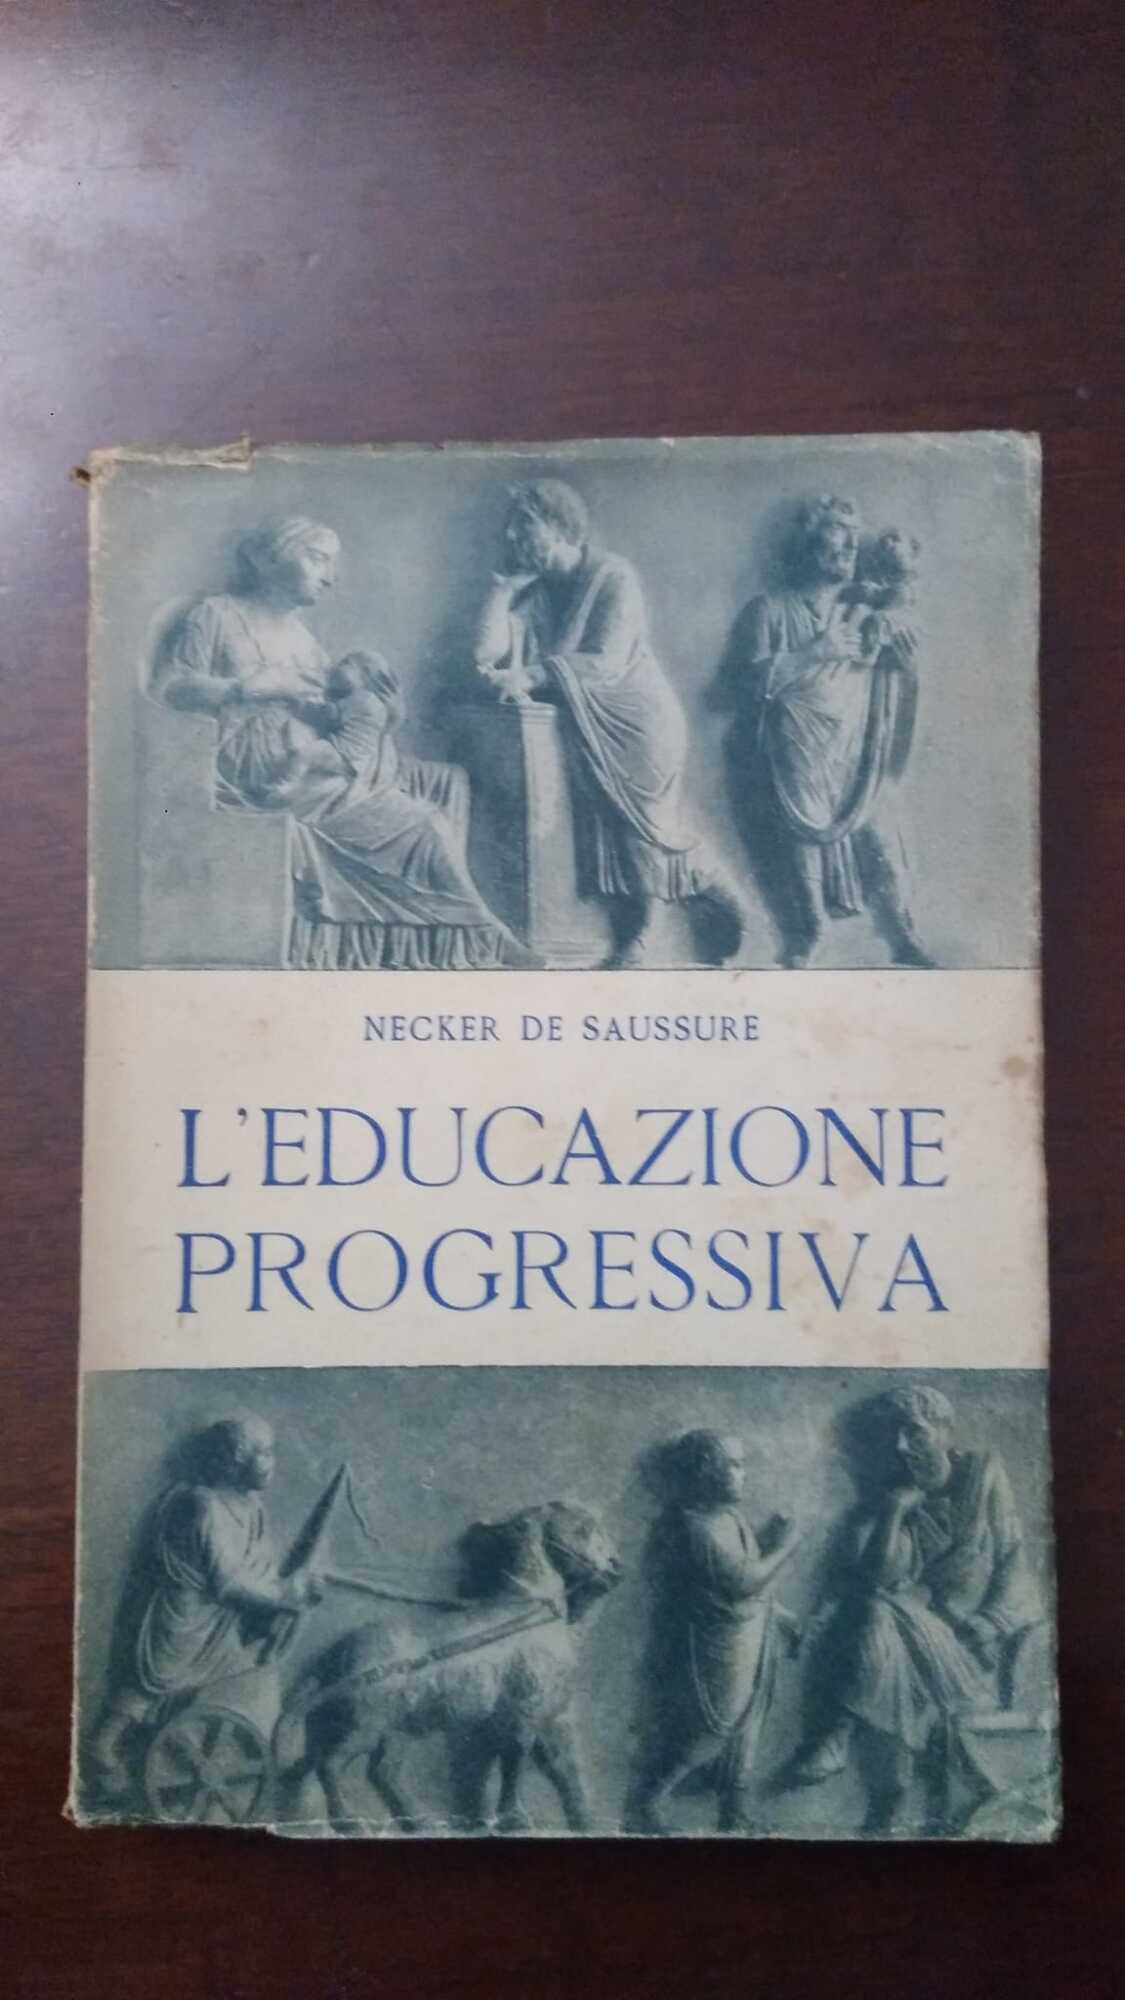 NECKER DE SAUSSURE
L'EDUCAZIONE
PROGRESSIVA